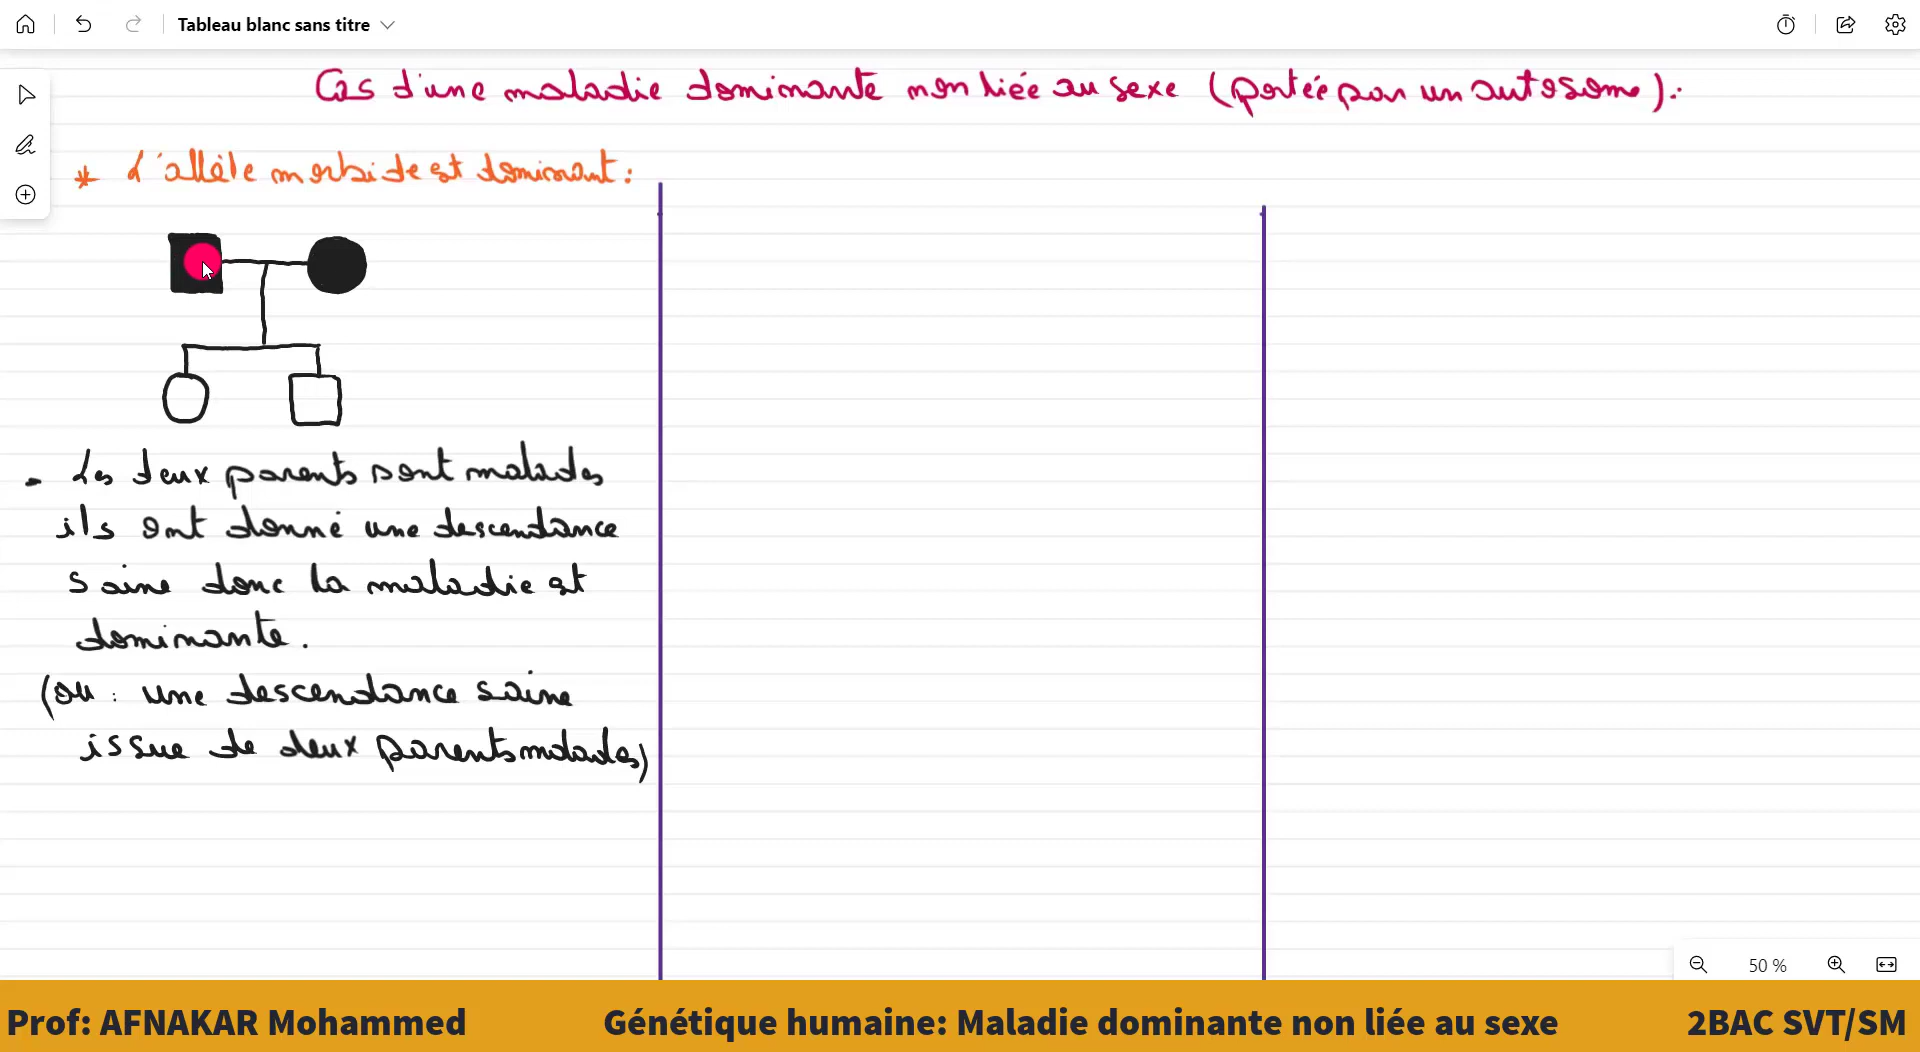 Tableau blanc sans titre
Cas d'une maladie dominante non liée au sexe (portée par un autosome).
* L'allèle morbide est dominant :
- Les deux parents sont malades
ils ont donné une descendance
saine donc la maladie est
dominante.
(ou : une descendance saine
issue de deux parents malades)
50 %
Prof: AFNAKAR Mohammed
Génétique humaine: Maladie dominante non liée au sexe
2BAC SVT/SM